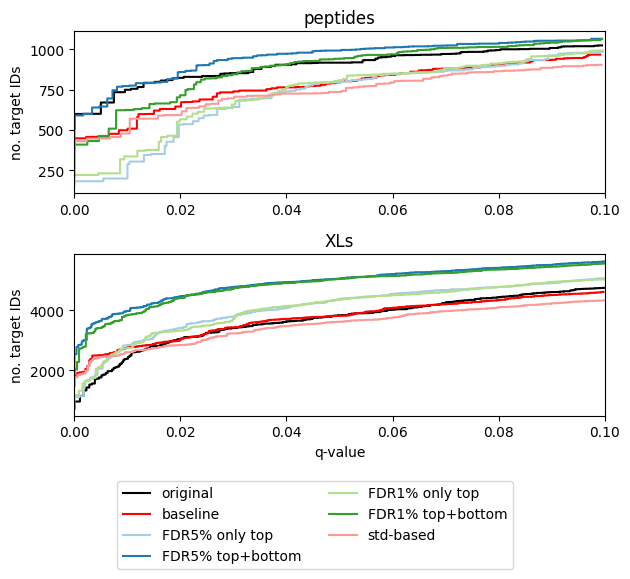 peptides
no. target IDs
1000
750
500
250
0.00 0.02 0.04 0.06 0.08 0.10
XLs
no. target IDs
4000
2000
0.00 0.02 0.04 0.06 0.08 0.10
q-value
original
baseline
FDR5% only top
FDR5% top+bottom
FDR1% only top
FDR1% top+bottom
std-based